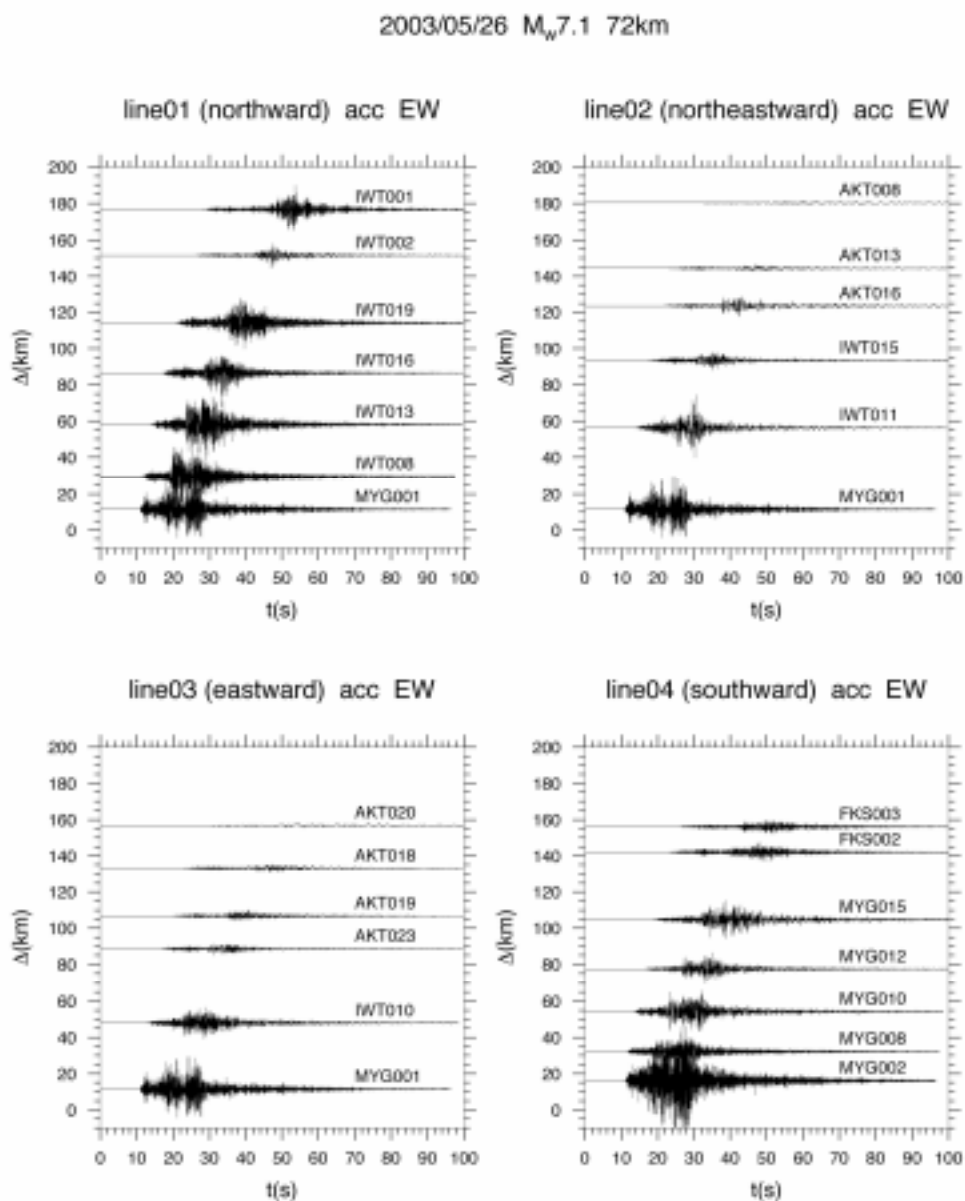 2003/05/26 Mw7.1 72km
line01 (northward) acc EW
200
180
160
140
120
100
80
60
40
20
0
Δ(km)
IWT001
IWT002
IWT019
IWT016
IWT013
IWT008
MYG001
0 10 20 30 40 50 60 70 80 90 100
t(s)
line02 (northeastward) acc EW
200
180
160
140
120
100
80
60
40
20
0
Δ(km)
AKT008
AKT013
AKT016
IWT015
IWT011
MYG001
0 10 20 30 40 50 60 70 80 90 100
t(s)
line03 (eastward) acc EW
200
180
160
140
120
100
80
60
40
20
0
Δ(km)
AKT020
AKT018
AKT019
AKT023
IWT010
MYG001
0 10 20 30 40 50 60 70 80 90 100
t(s)
line04 (southward) acc EW
200
180
160
140
120
100
80
60
40
20
0
Δ(km)
FKS003
FKS002
MYG015
MYG012
MYG010
MYG008
MYG002
0 10 20 30 40 50 60 70 80 90 100
t(s)